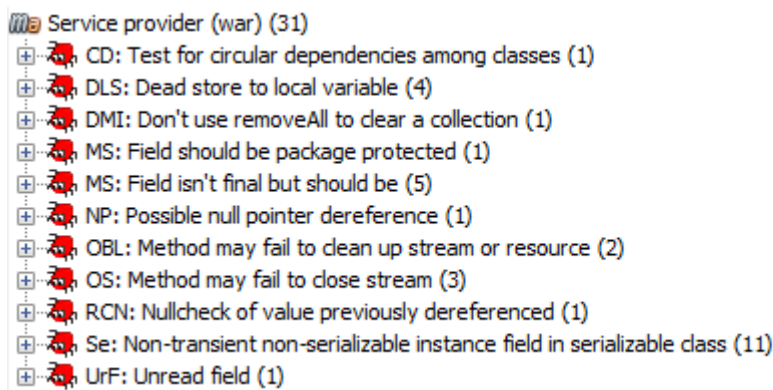 Service provider (war) (31)
CD: Test for circular dependencies among classes (1)
DLS: Dead store to local variable (4)
DMI: Don't use removeAll to clear a collection (1)
MS: Field should be package protected (1)
MS: Field isn't final but should be (5)
NP: Possible null pointer dereference (1)
OBL: Method may fail to clean up stream or resource (2)
OS: Method may fail to close stream (3)
RCN: Nullcheck of value previously dereferenced (1)
Se: Non-transient non-serializable instance field in serializable class (11)
UrF: Unread field (1)